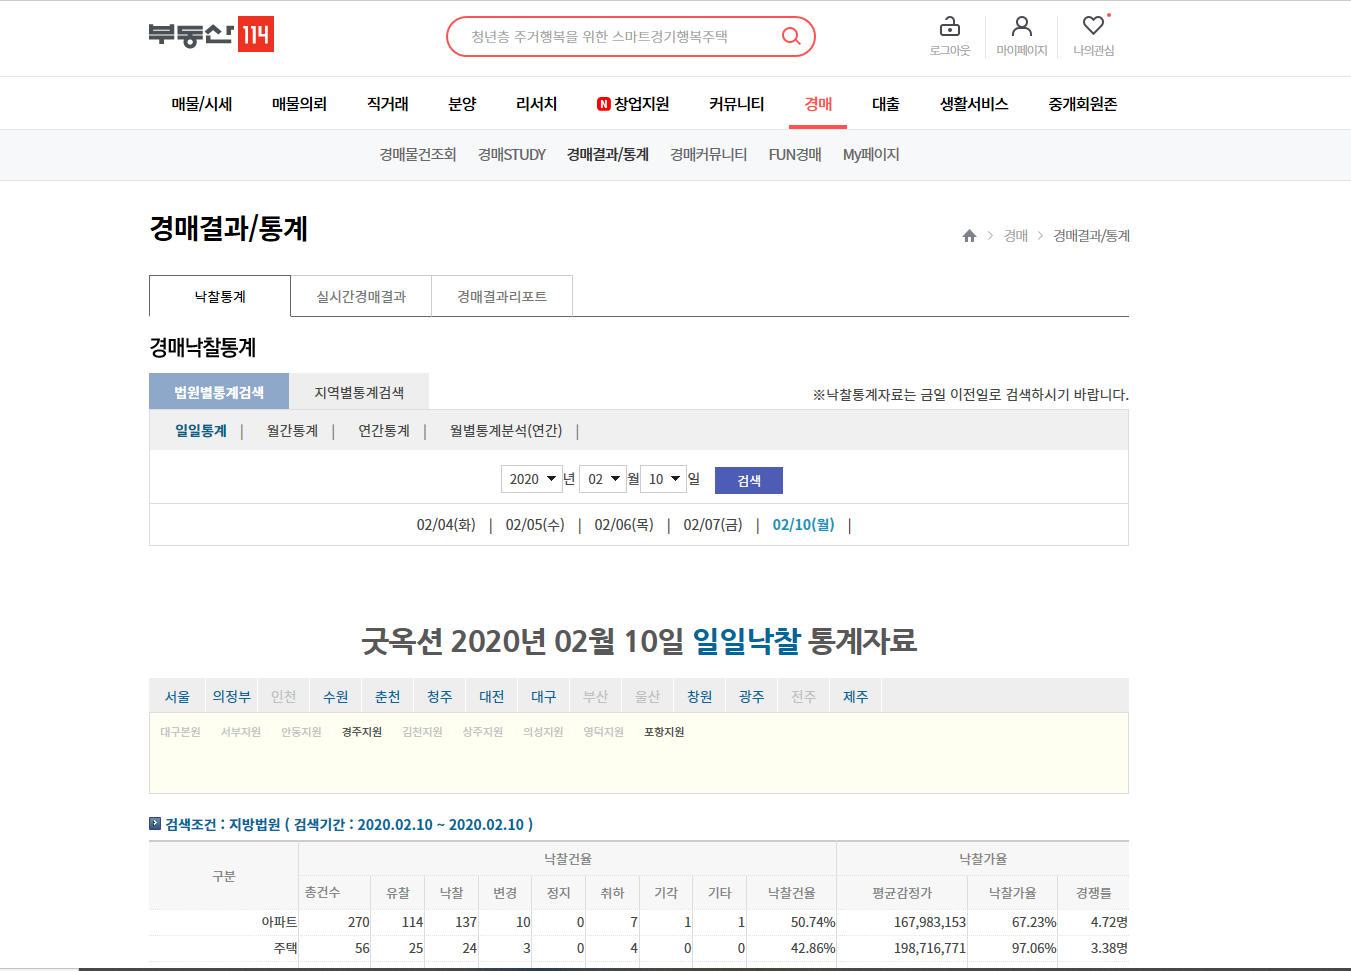 부동산 114
청년층 주거행복을 위한 스마트경기행복주택
로그아웃 마이페이지 나의관심
매물/시세 매물의뢰 직거래 분양 리서치 N 창업지원 커뮤니티 경매 대출 생활서비스 중개회원존
경매물건조회 경매STUDY 경매결과/통계 경매커뮤니티 FUN경매 My페이지
경매결과/통계
> 경매 > 경매결과/통계
낙찰통계 실시간경매결과 경매결과리포트
경매낙찰통계
법원별통계검색 지역별통계검색 ※낙찰통계자료는 금일 이전일로 검색하시기 바랍니다.
일일통계 | 월간통계 | 연간통계 | 월별통계분석(연간) |
2020 년 02 월 10 일 검색
02/04(화) | 02/05(수) | 02/06(목) | 02/07(금) | 02/10(월) |
굿옥션 2020년 02월 10일 일일낙찰 통계자료
서울 의정부 인천 수원 춘천 청주 대전 대구 부산 울산 창원 광주 전주 제주
대구본원 서부지원 안동지원 경주지원 김천지원 상주지원 의성지원 영덕지원 포항지원
검색조건 : 지방법원 ( 검색기간 : 2020.02.10 ~ 2020.02.10 )
구분 낙찰건율 낙찰가율
총건수 유찰 낙찰 변경 정지 취하 기각 기타 낙찰건율 평균감정가 낙찰가율 경쟁률
아파트 270 114 137 10 0 7 1 1 50.74% 167,983,153 67.23% 4.72명
주택 56 25 24 3 0 4 0 0 42.86% 198,716,771 97.06% 3.38명